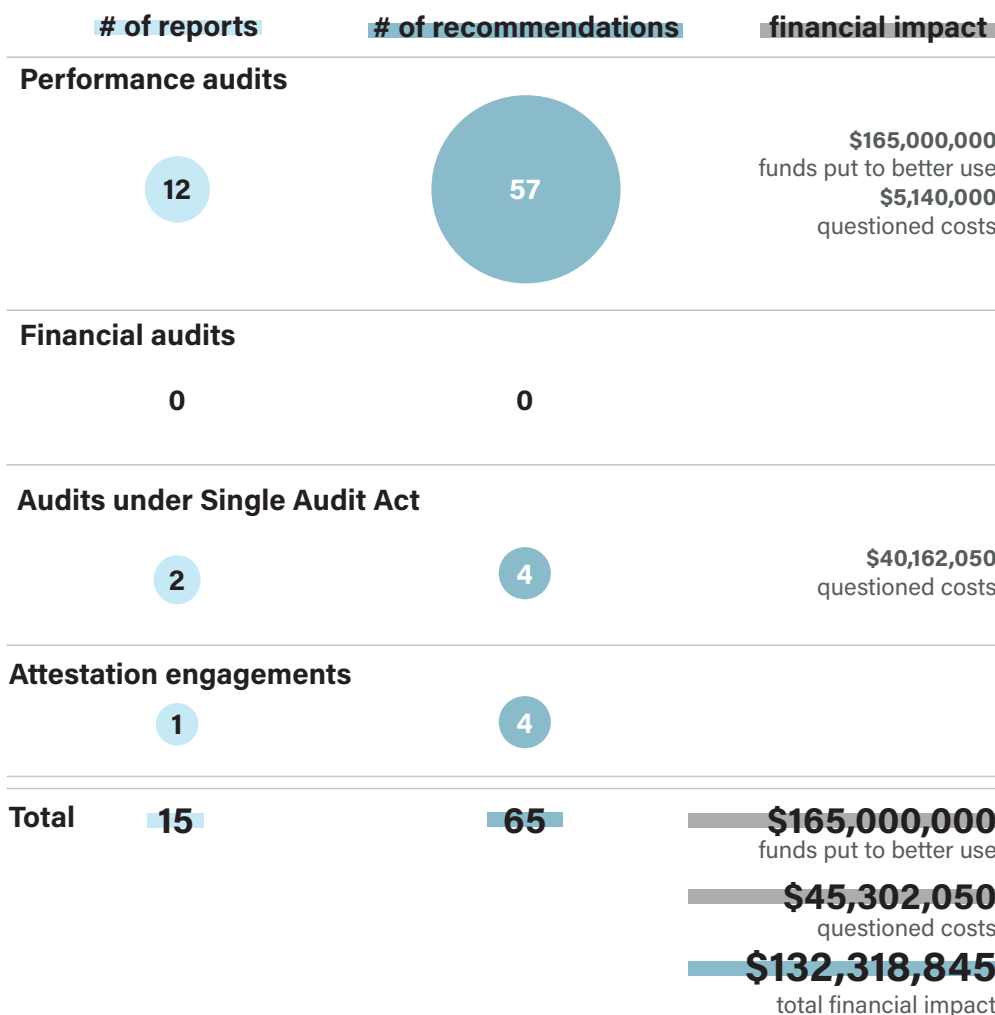 # of reports # of recommendations financial impact
Performance audits
12 57
$165,000,000
funds put to better use
$5,140,000
questioned costs
Financial audits
0 0
Audits under Single Audit Act
2 4
$40,162,050
questioned costs
Attestation engagements
1 4
Total 15 65 $165,000,000
funds put to better use
$45,302,050
questioned costs
$132,318,845
total financial impact